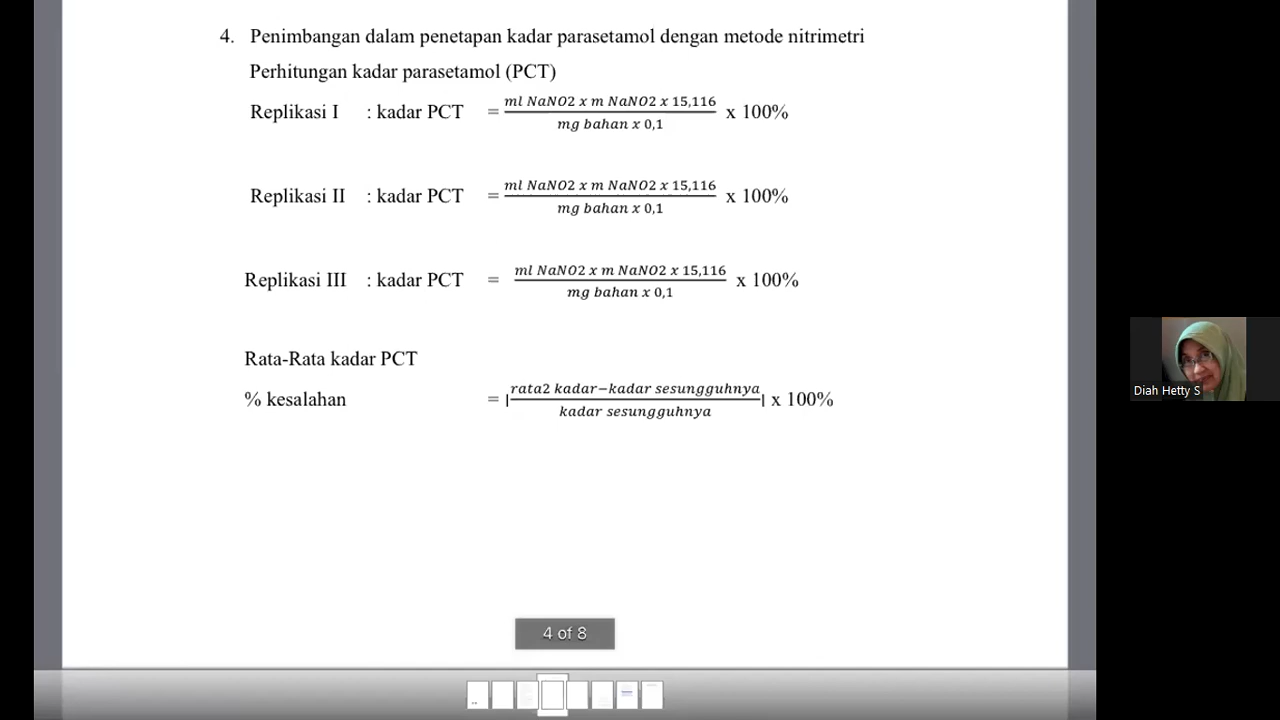 4. Penimbangan dalam penetapan kadar parasetamol dengan metode nitrimetri
Perhitungan kadar parasetamol (PCT)
Replikasi I : kadar PCT = ml NaNO2 x m NaNO2 x 15,116 / mg bahan x 0,1 x 100%
Replikasi II : kadar PCT = ml NaNO2 x m NaNO2 x 15,116 / mg bahan x 0,1 x 100%
Replikasi III : kadar PCT = ml NaNO2 x m NaNO2 x 15,116 / mg bahan x 0,1 x 100%
Rata-Rata kadar PCT
% kesalahan = |rata2 kadar−kadar sesungguhnya / kadar sesungguhnya| x 100%
Diah Hetty S
4 of 8